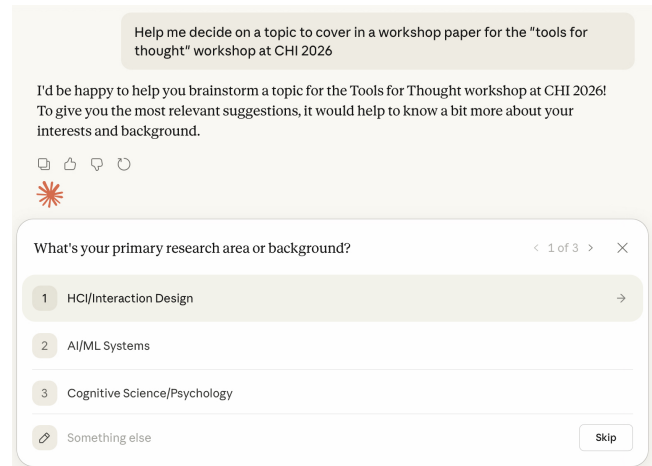 Help me decide on a topic to cover in a workshop paper for the "tools for
thought" workshop at CHI 2026
I'd be happy to help you brainstorm a topic for the Tools for Thought workshop at CHI 2026!
To give you the most relevant suggestions, it would help to know a bit more about your
interests and background.
What's your primary research area or background?
< 1 of 3 >
1 HCI/Interaction Design
2 AI/ML Systems
3 Cognitive Science/Psychology
Something else
Skip